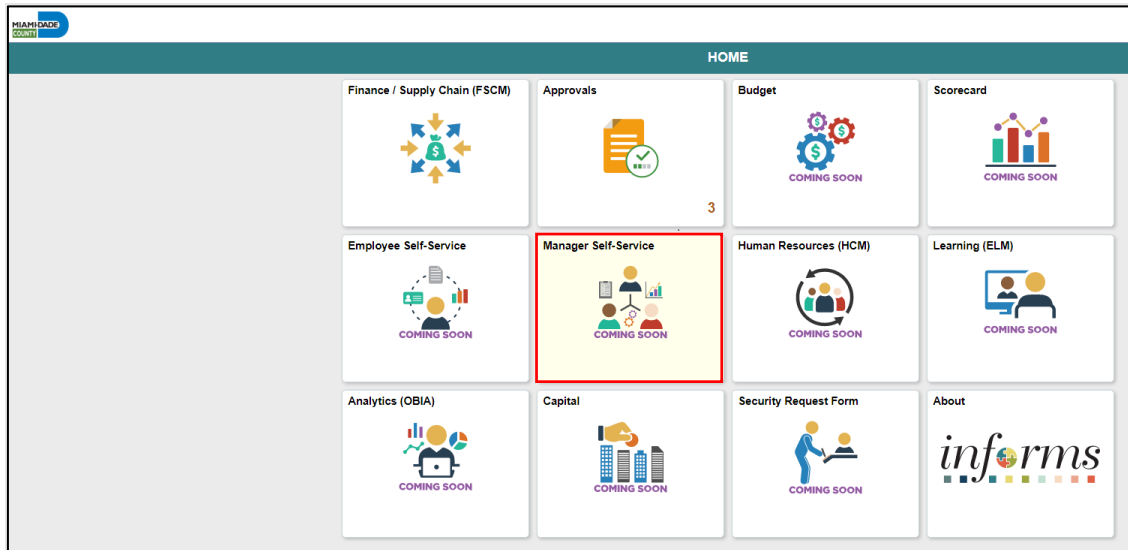 MIAMI-DADE
COUNTY
HOME
Finance / Supply Chain (FSCM)
Approvals
3
Budget
COMING SOON
Scorecard
COMING SOON
Employee Self-Service
COMING SOON
Manager Self-Service
COMING SOON
Human Resources (HCM)
COMING SOON
Learning (ELM)
COMING SOON
Analytics (OBIA)
COMING SOON
Capital
COMING SOON
Security Request Form
COMING SOON
About
informs